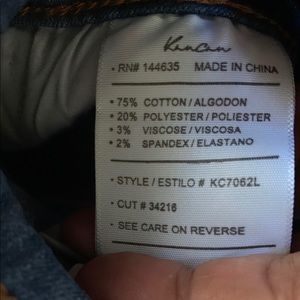 KanCan
• RN# 144635 MADE IN CHINA
• 75% COTTON / ALGODON
• 20% POLYESTER / POLIESTER
• 3% VISCOSE / VISCOSA
• 2% SPANDEX / ELASTANO
• STYLE / ESTILO # KC7062L
• CUT # 34216
• SEE CARE ON REVERSE